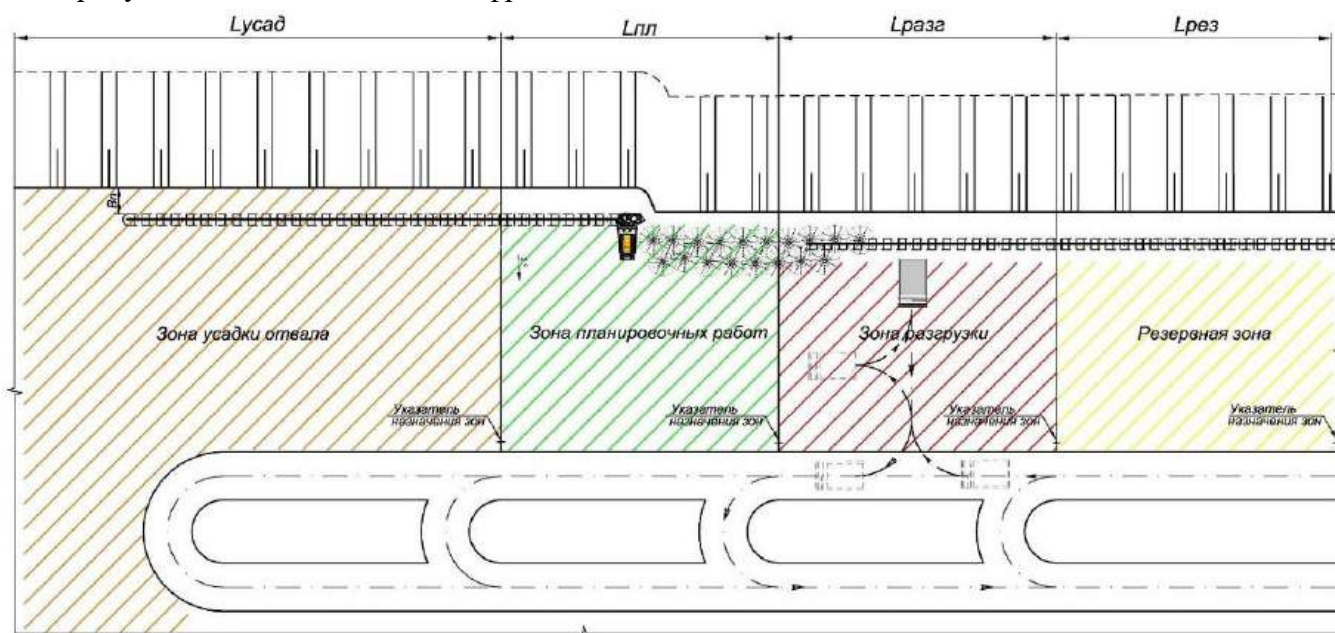 Lусад
Lпл
Lразг
Lрез
Вп
Зона усадки отвала
Зона планировочных работ
Зона разгрузки
Резервная зона
Указатель
назначения зон
Указатель
назначения зон
Указатель
назначения зон
Указатель
назначения зон